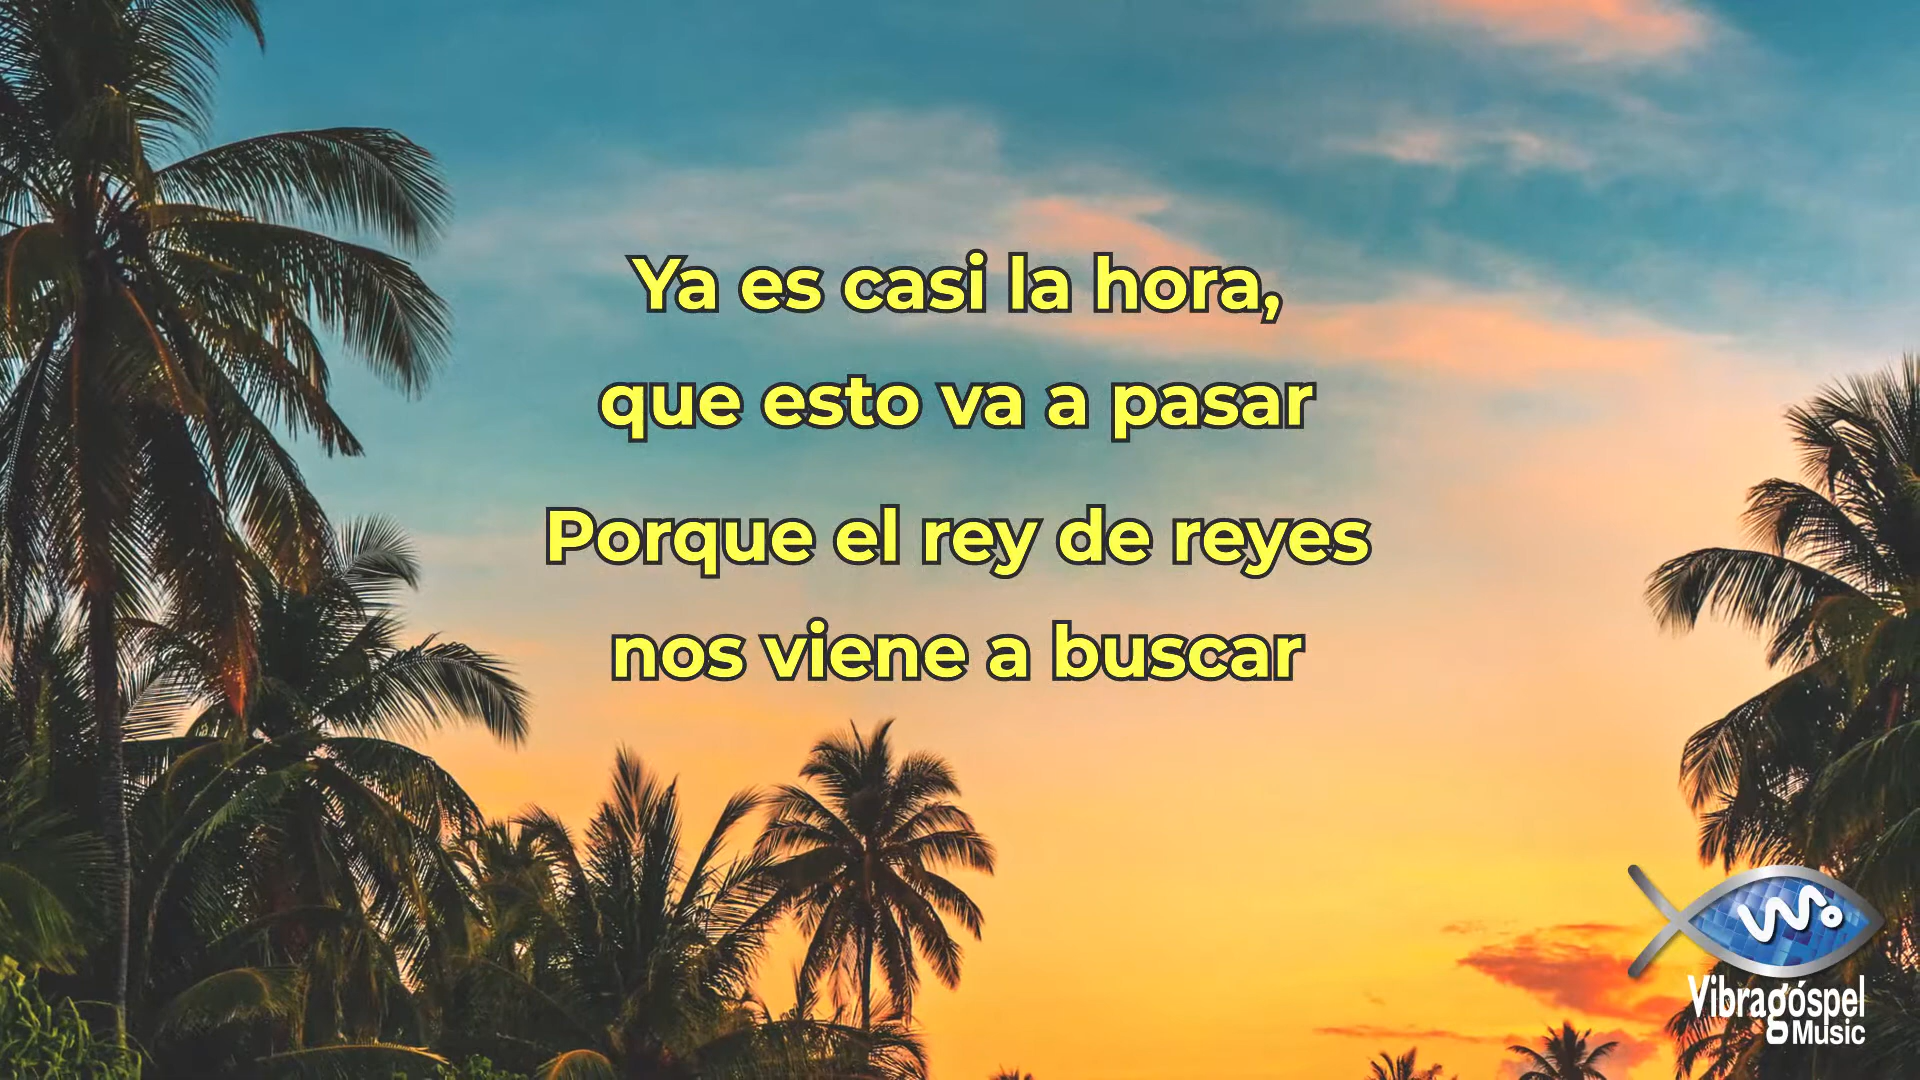 Ya es casi la hora,
que esto va a pasar
Porque el rey de reyes
nos viene a buscar
Vibragóspel
Music